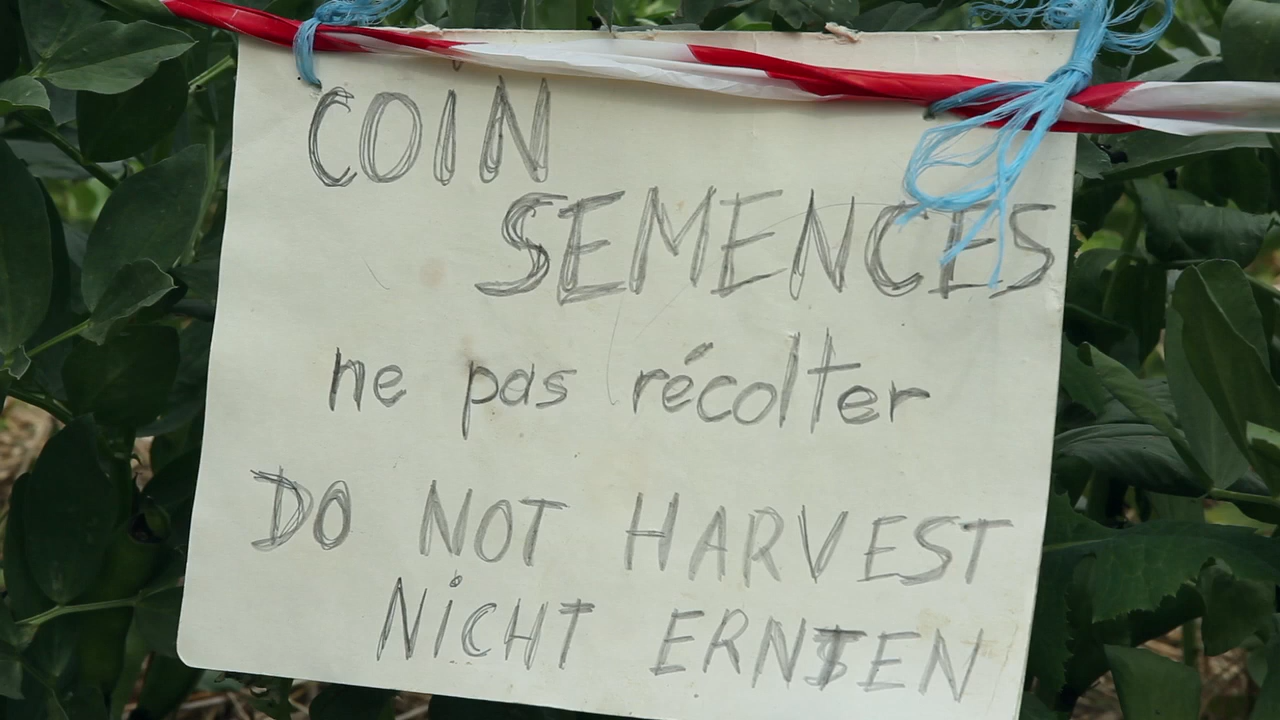 COIN
SEMENCES
ne pas récolter
DO NOT HARVEST
NiCHT ERNTEN